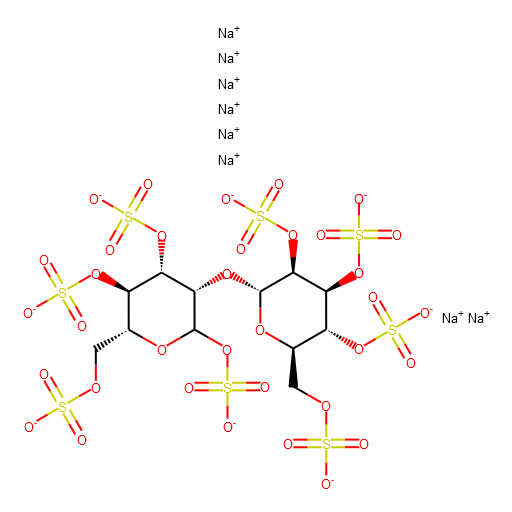 Na⁺
Na⁺
Na⁺
Na⁺
Na⁺
Na⁺
O O
O⁻ O⁻ O⁻
S S
O O O S O
O O
O
O O O
S O
O⁻ O⁻
Na⁺ Na⁺
O S
O
O O O
O
O
O O S O
S O
O⁻ O⁻
O O S O
O⁻